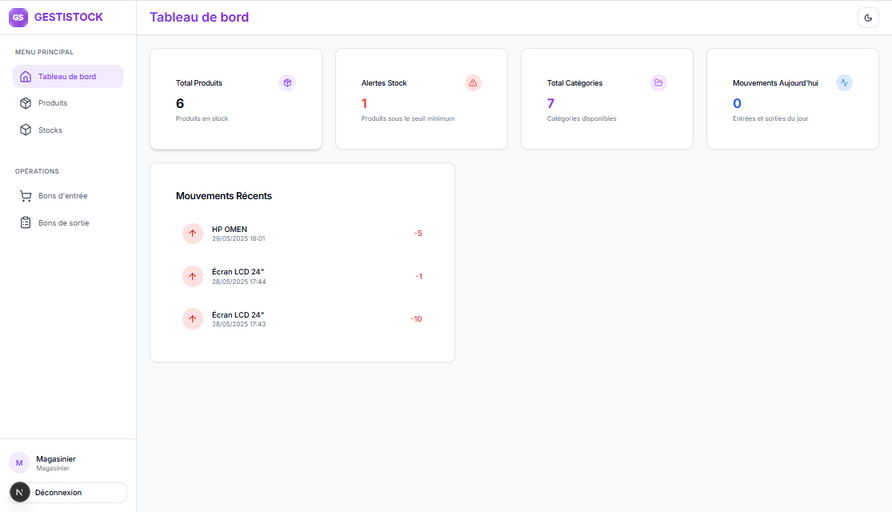 GS GESTISTOCK
Tableau de bord
MENU PRINCIPAL
Tableau de bord
Produits
Stocks
OPÉRATIONS
Bons d'entrée
Bons de sortie
Total Produits
6
Produits en stock
Alertes Stock
1
Produits sous le seuil minimum
Total Catégories
7
Catégories disponibles
Mouvements Aujourd'hui
0
Entrées et sorties du jour
Mouvements Récents
HP OMEN -5
29/05/2025 18:01
Écran LCD 24" -1
28/05/2025 17:44
Écran LCD 24" -10
28/05/2025 17:43
M Magasinier
Magasinier
N Déconnexion